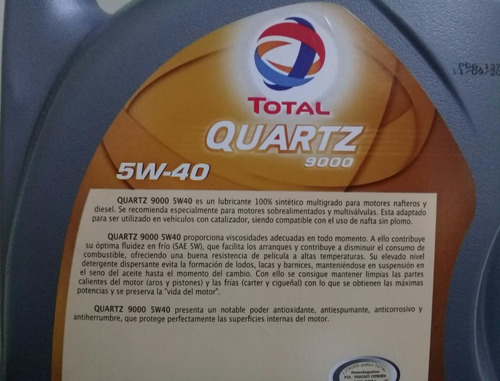 TOTAL
QUARTZ
9000
5W-40
QUARTZ 9000 5W40 es un lubricante 100% sintético multigrado para motores nafteros y
diesel. Se recomienda especialmente para motores sobrealimentados y multiválvulas. Esta adaptado
para ser utilizado en vehículos con catalizador, siendo compatible con el uso de nafta sin plomo.
QUARTZ 9000 5W40 proporciona viscosidades adecuadas en todo momento. A ello contribuye
su óptima fluidez en frío (SAE 5W), que facilita los arranques y contribuye a disminuir el consumo de
combustible, ofreciendo una buena resistencia de película a altas temperaturas. Su elevado nivel
detergente dispersante evita la formación de lodos, lacas y barnices, manteniéndose en suspensión en
el seno del aceite hasta el momento del cambio. Con ello se consigue mantener limpias las partes
calientes del motor (aros y pistones) y las frías (carter y cigueñal) con lo que se obtienen las máximas
potencias y se preserva la "vida del motor".
QUARTZ 9000 5W40 presenta un notable poder antioxidante, antiespumante, anticorrosivo y
antiherrumbre, que protege perfectamente las superficies internas del motor.
Homologation
PSA - PEUGEOT CITROËN